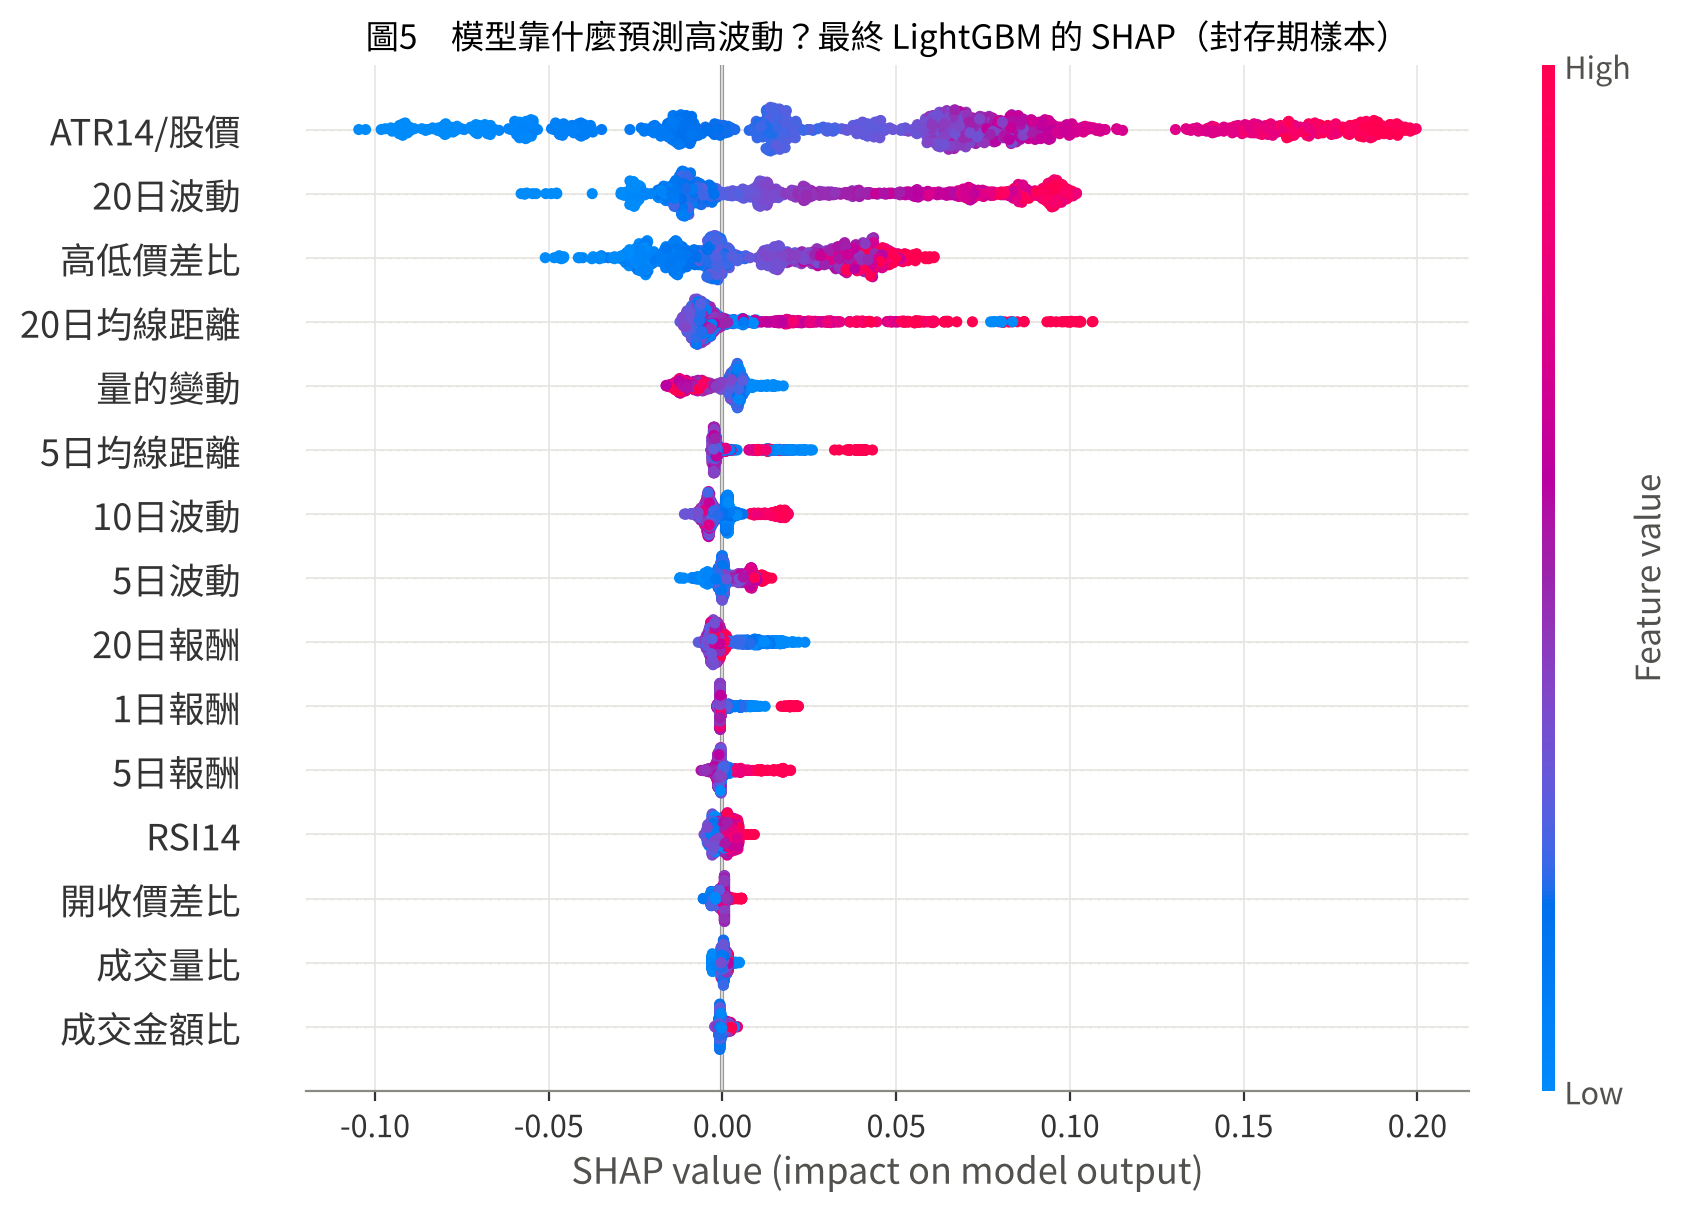 圖5　模型靠什麼預測高波動？最終 LightGBM 的 SHAP（封存期樣本）
High
ATR14/股價
20日波動
高低價差比
20日均線距離
量的變動
5日均線距離
10日波動
5日波動
20日報酬
1日報酬
5日報酬
RSI14
開收價差比
成交量比
成交金額比
Feature value
Low
-0.10 -0.05 0.00 0.05 0.10 0.15 0.20
SHAP value (impact on model output)